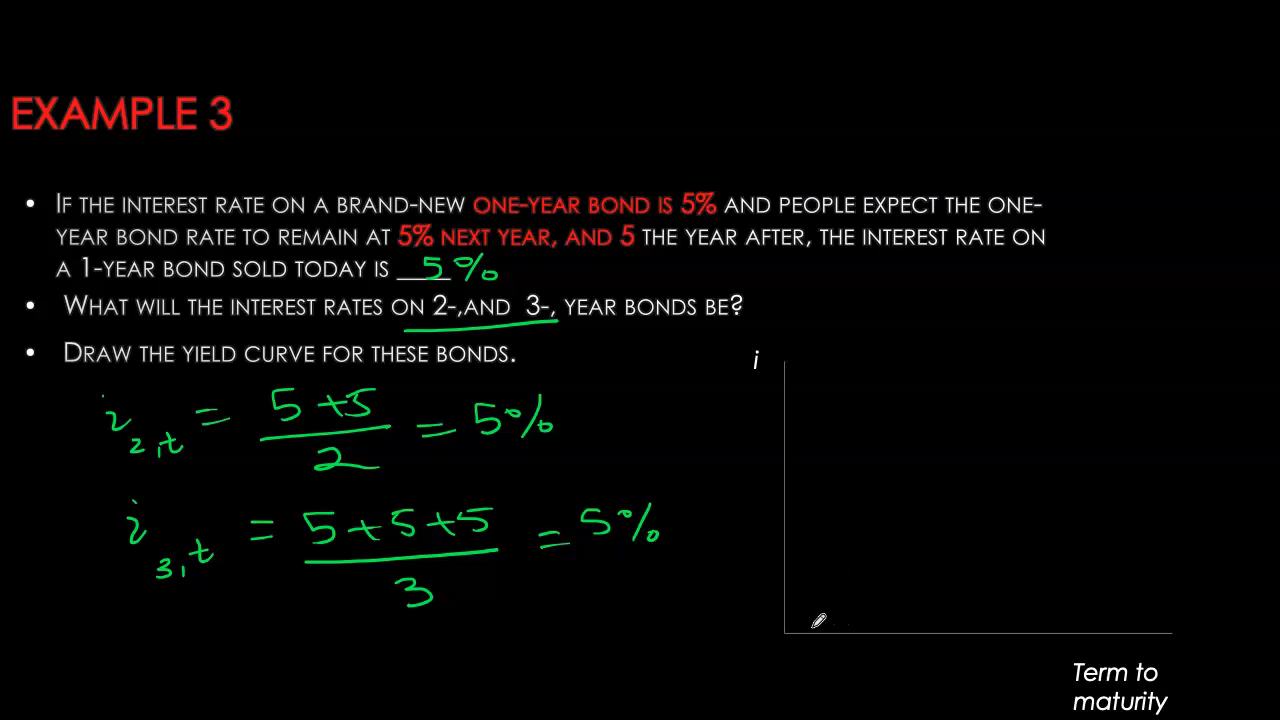 EXAMPLE 3
• IF THE INTEREST RATE ON A BRAND-NEW ONE-YEAR BOND IS 5% AND PEOPLE EXPECT THE ONE-
YEAR BOND RATE TO REMAIN AT 5% NEXT YEAR, AND 5 THE YEAR AFTER, THE INTEREST RATE ON
A 1-YEAR BOND SOLD TODAY IS ____ 5%
• WHAT WILL THE INTEREST RATES ON 2-,AND 3-, YEAR BONDS BE?
• DRAW THE YIELD CURVE FOR THESE BONDS.
i
i 2,t = 5+5 / 2 = 5%
i 3,t = 5+5+5 / 3 = 5%
Term to
maturity